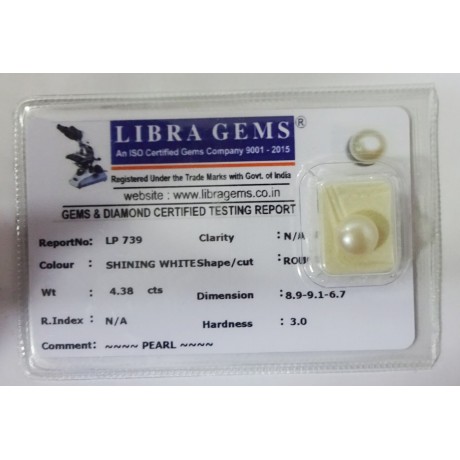 LIBRA GEMS®
An ISO Certified Gems Company 9001 - 2015
Registered Under the Trade Marks with Govt. of India
website : www.libragems.co.in
GEMS & DIAMOND CERTIFIED TESTING REPORT
ReportNo: LP 739 Clarity : N/A
Colour : SHINING WHITE Shape/cut :
Wt : 4.38 cts Dimension : 8.9-9.1-6.7
R.Index : N/A Hardness : 3.0
Comment: ~~~~ PEARL ~~~~